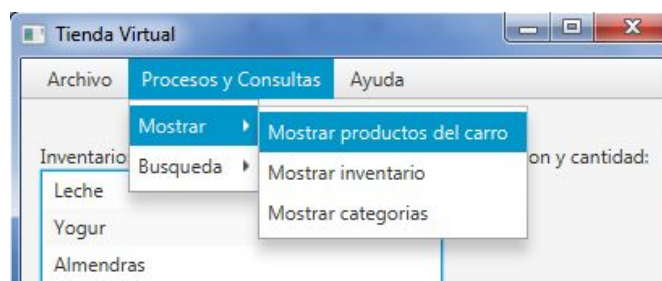 Tienda Virtual
Archivo Procesos y Consultas Ayuda
Mostrar Mostrar productos del carro
Inventario Busqueda Mostrar inventario on y cantidad:
Leche Mostrar categorias
Yogur
Almendras